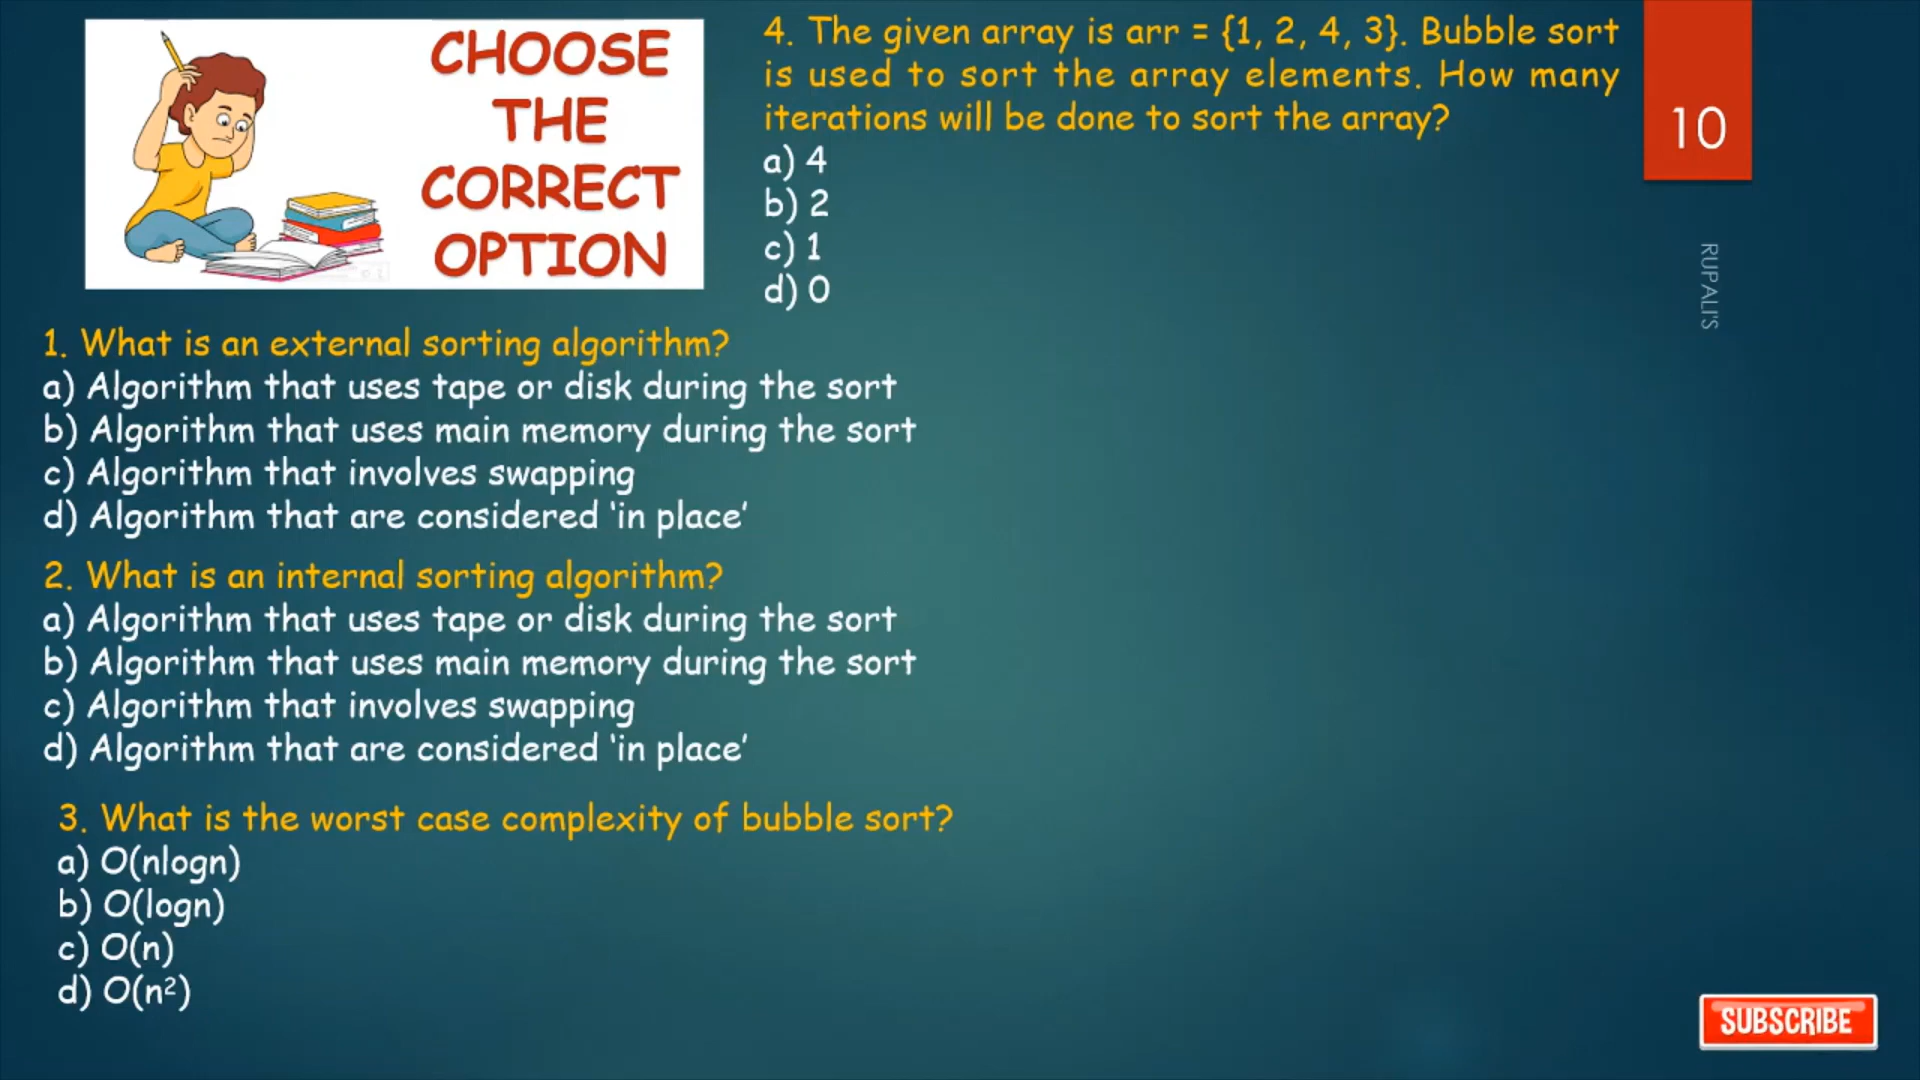 CHOOSE
THE
CORRECT
OPTION
1. What is an external sorting algorithm?
a) Algorithm that uses tape or disk during the sort
b) Algorithm that uses main memory during the sort
c) Algorithm that involves swapping
d) Algorithm that are considered ‘in place’
2. What is an internal sorting algorithm?
a) Algorithm that uses tape or disk during the sort
b) Algorithm that uses main memory during the sort
c) Algorithm that involves swapping
d) Algorithm that are considered ‘in place’
3. What is the worst case complexity of bubble sort?
a) O(nlogn)
b) O(logn)
c) O(n)
d) O(n²)
4. The given array is arr = {1, 2, 4, 3}. Bubble sort
is used to sort the array elements. How many
iterations will be done to sort the array?
a) 4
b) 2
c) 1
d) 0
10
RUPALI'S
SUBSCRIBE